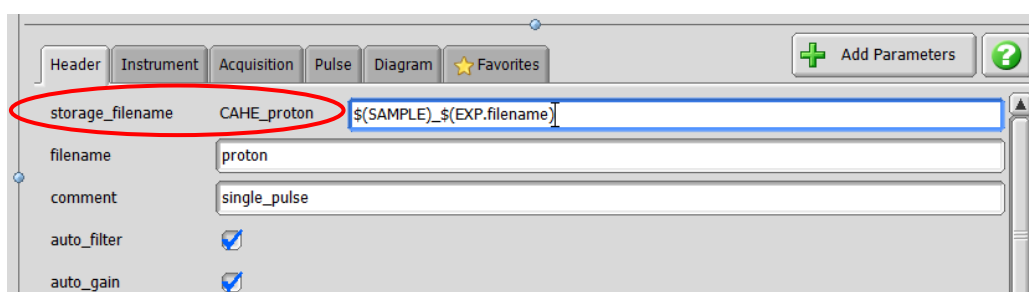 Header Instrument Acquisition Pulse Diagram Favorites Add Parameters ?
storage_filename CAHE_proton $(SAMPLE)_$(EXP.filename)
filename proton
comment single_pulse
auto_filter
auto_gain